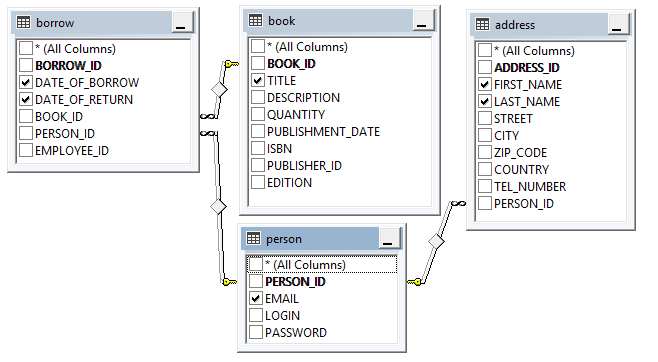 borrow
* (All Columns)
BORROW_ID
DATE_OF_BORROW
DATE_OF_RETURN
BOOK_ID
PERSON_ID
EMPLOYEE_ID
book
* (All Columns)
BOOK_ID
TITLE
DESCRIPTION
QUANTITY
PUBLISHMENT_DATE
ISBN
PUBLISHER_ID
EDITION
address
* (All Columns)
ADDRESS_ID
FIRST_NAME
LAST_NAME
STREET
CITY
ZIP_CODE
COUNTRY
TEL_NUMBER
PERSON_ID
person
* (All Columns)
PERSON_ID
EMAIL
LOGIN
PASSWORD